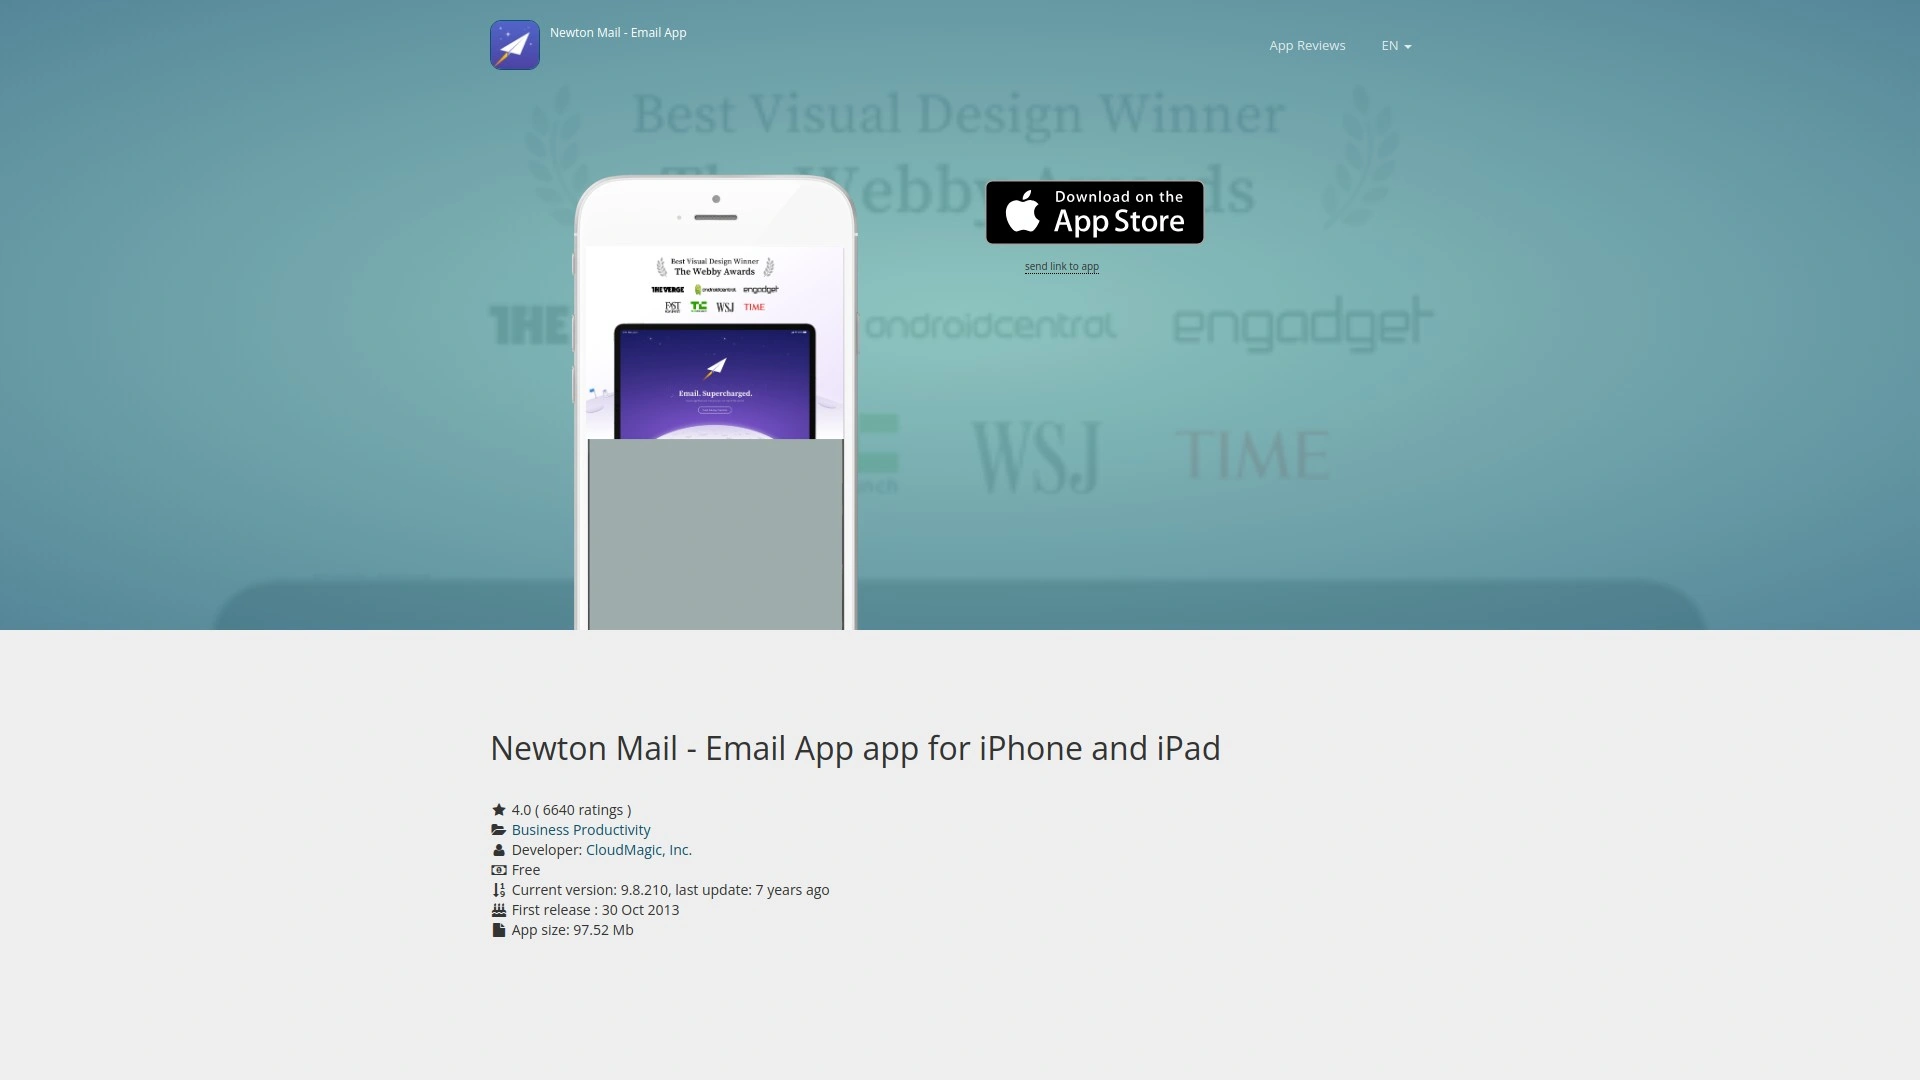 Newton Mail - Email App
App Reviews
EN
Best Visual Design Winner
The Webby Awards
THE
androidcentral
engadget
WSJ
TIME
Download on the
App Store
send link to app
Best Visual Design Winner
The Webby Awards
THE VERGE
androidcentral
engadget
FAST
TC
WSJ
TIME
Email. Supercharged.
Newton Mail - Email App app for iPhone and iPad
4.0 ( 6640 ratings )
Business Productivity
Developer: CloudMagic, Inc.
Free
Current version: 9.8.210, last update: 7 years ago
First release : 30 Oct 2013
App size: 97.52 Mb